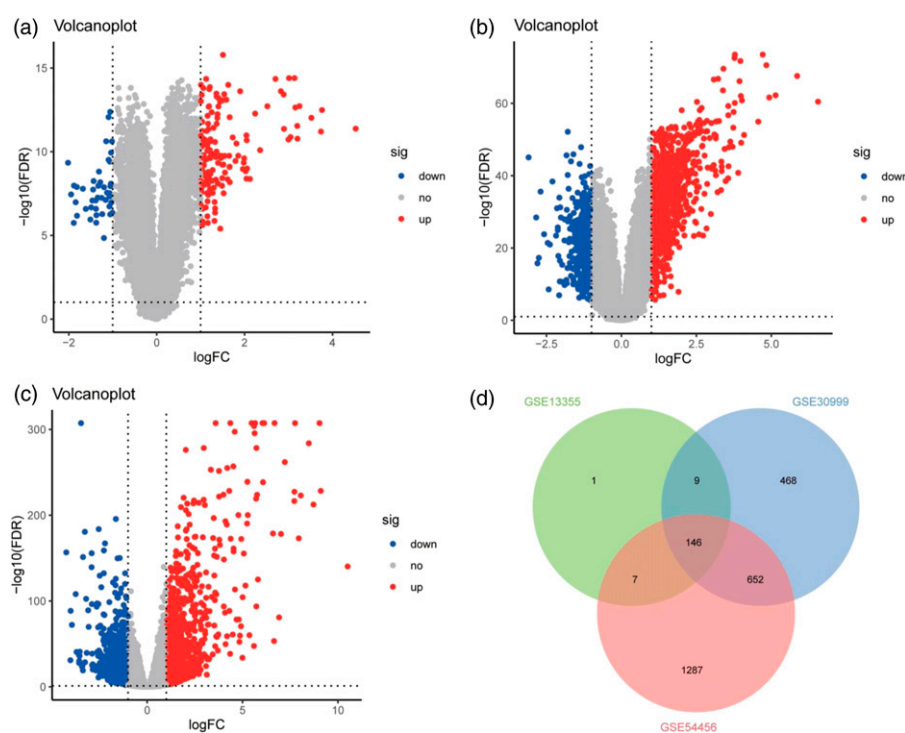 (a) Volcanoplot
15
10
5
0
−log10(FDR)
−2
0
2
4
logFC
sig
down
no
up
(b) Volcanoplot
60
40
20
0
−log10(FDR)
−2.5
0.0
2.5
5.0
logFC
sig
down
no
up
(c) Volcanoplot
300
200
100
0
−log10(FDR)
0
5
10
logFC
sig
down
no
up
(d)
GSE13355
GSE30999
1
9
468
146
7
652
1287
GSE54456